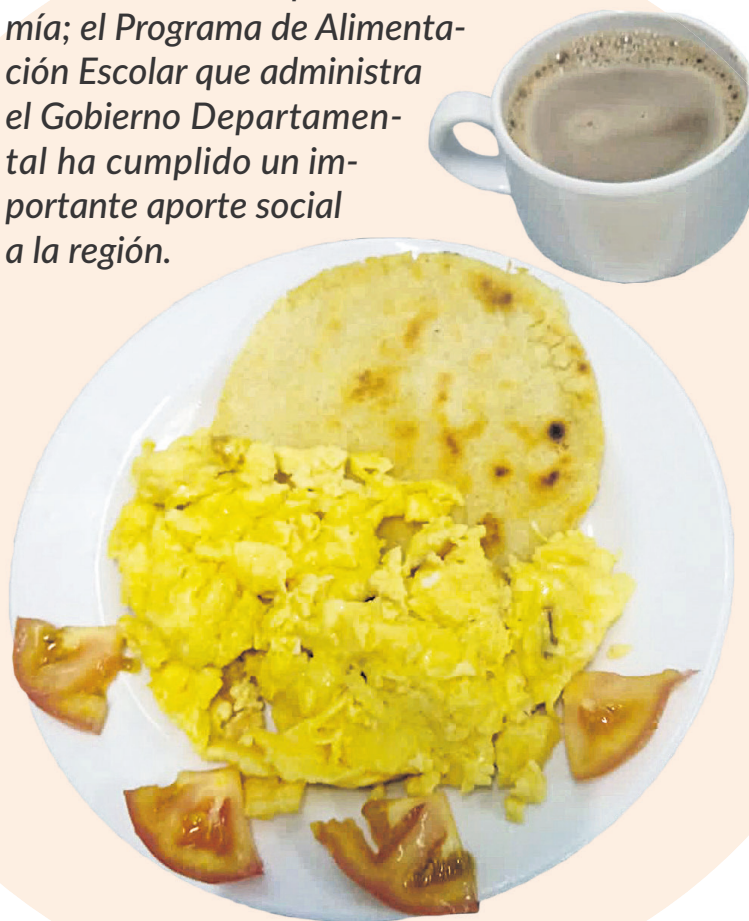 mía; el Programa de Alimenta-
ción Escolar que administra
el Gobierno Departamen-
tal ha cumplido un im-
portante aporte social
a la región.